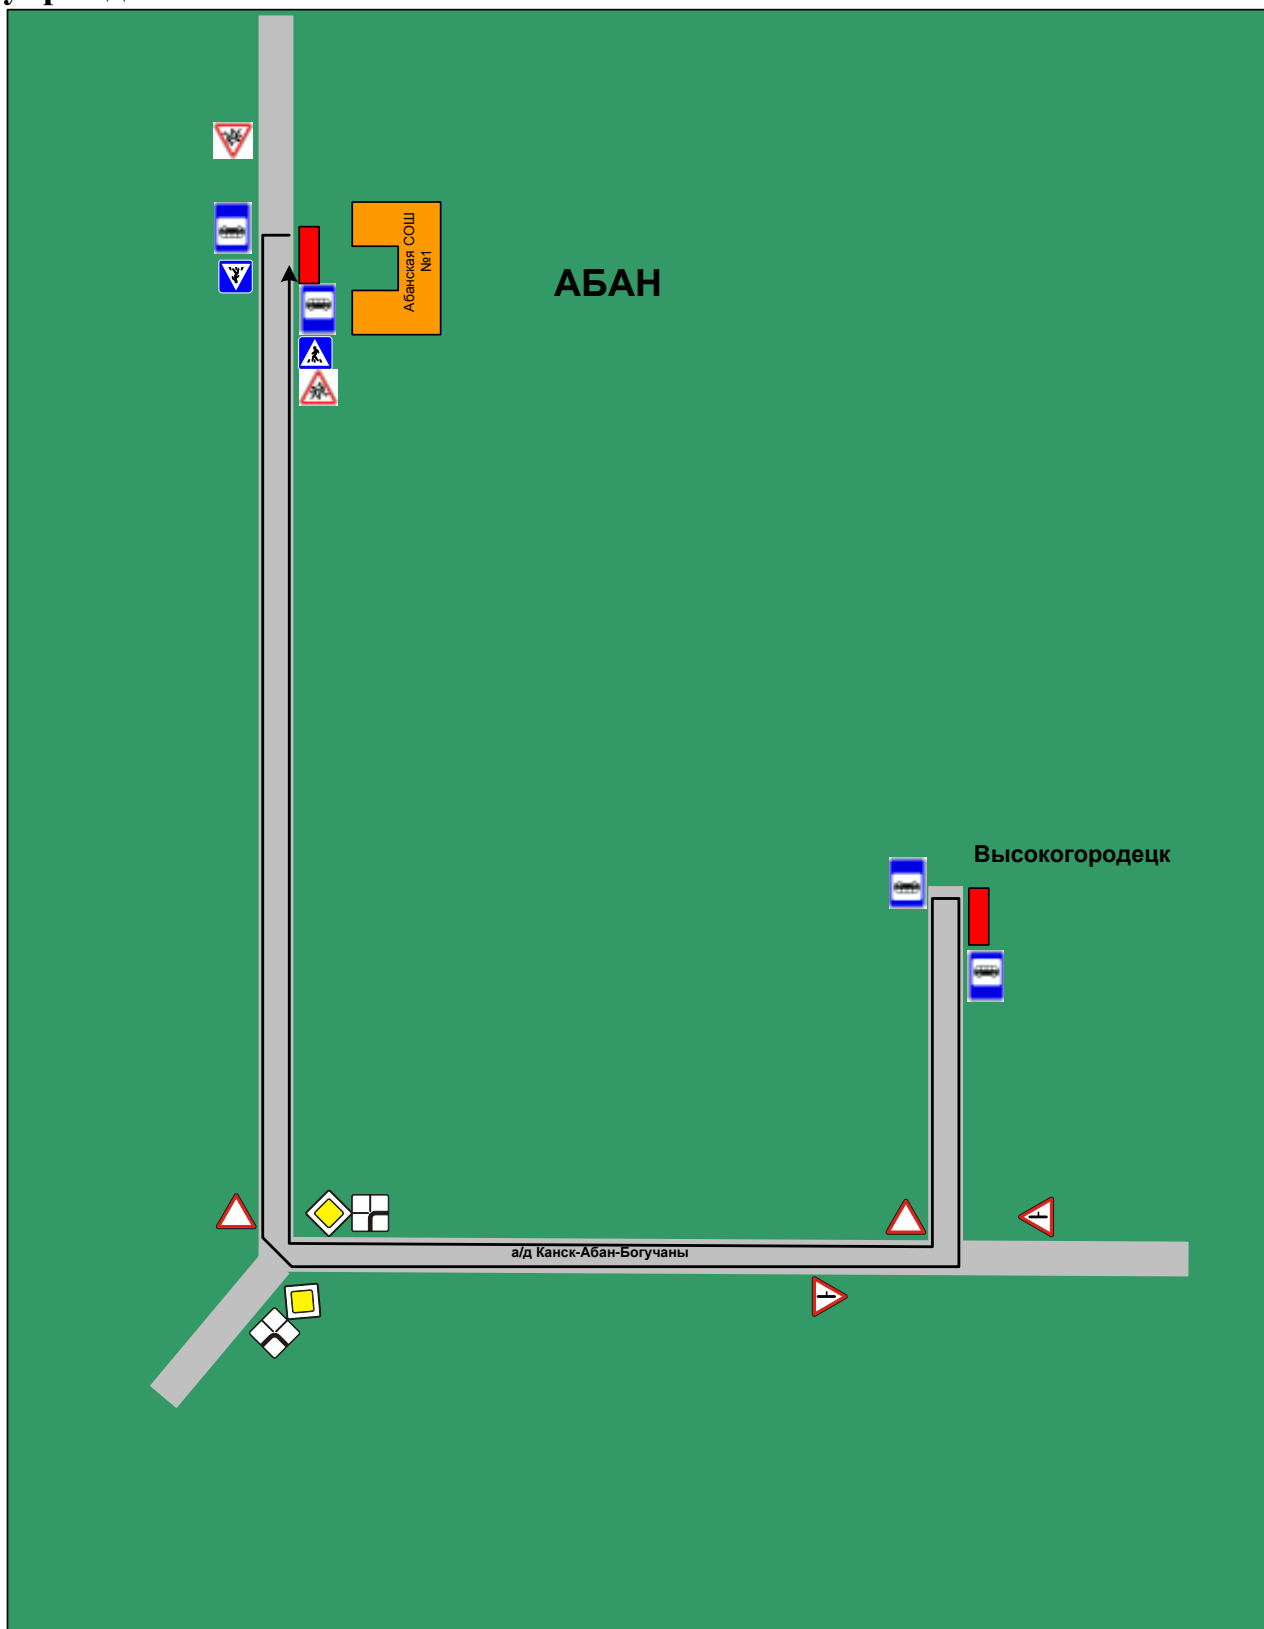 Абанская СОШ
№1
АБАН
Высокогородецк
а/д Канск-Абан-Богучаны